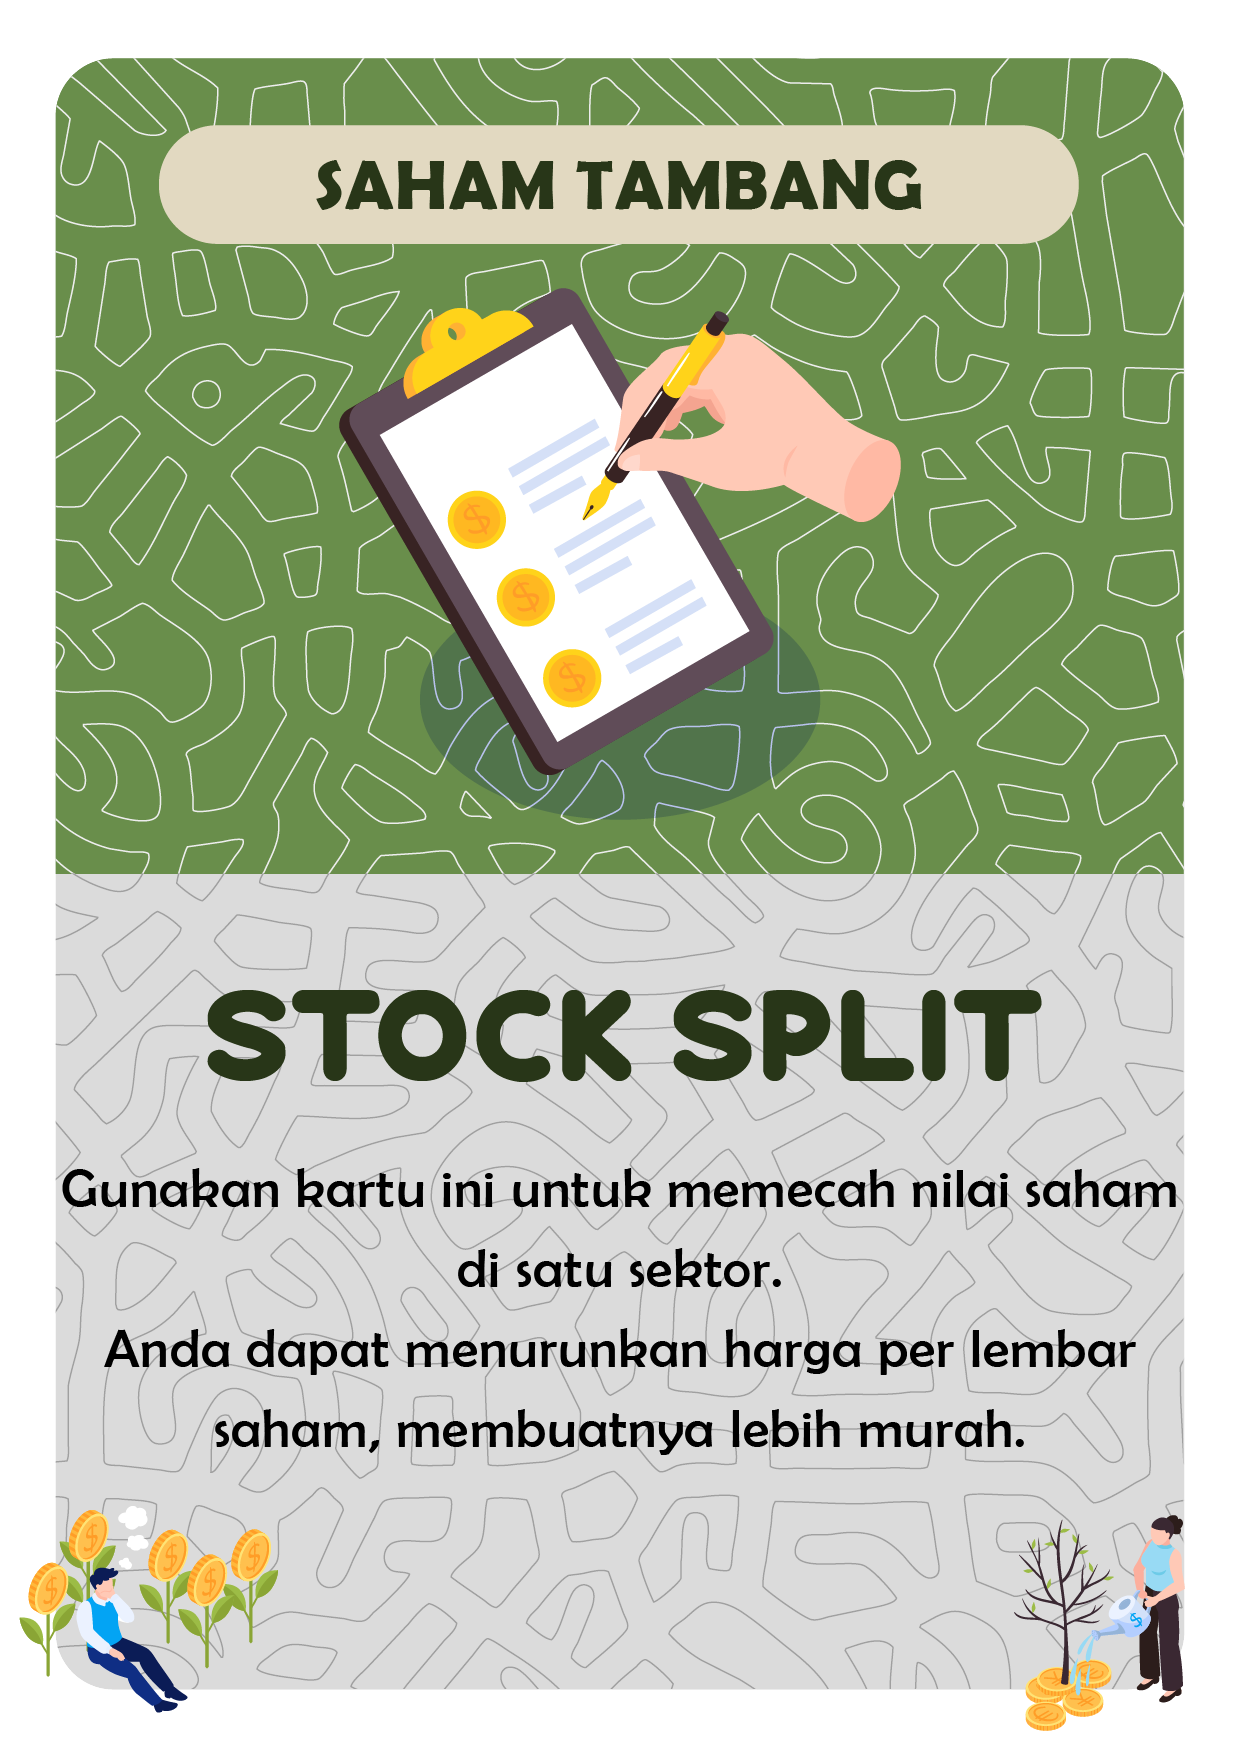 SAHAM TAMBANG
STOCK SPLIT
Gunakan kartu ini untuk memecah nilai saham
di satu sektor.
Anda dapat menurunkan harga per lembar
saham, membuatnya lebih murah.